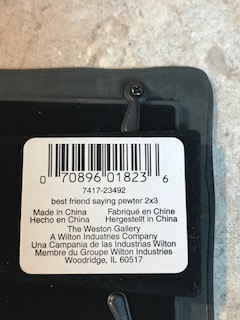 0 70896 01823 6
7417-23492
best friend saying pewter 2x3
Made in China Fabriqué en Chine
Hecho en China Hergestellt in China
The Weston Gallery
A Wilton Industries Company
Una Campania de las Industrias Wilton
Membre du Groupe Wilton Industries
Woodridge, IL 60517